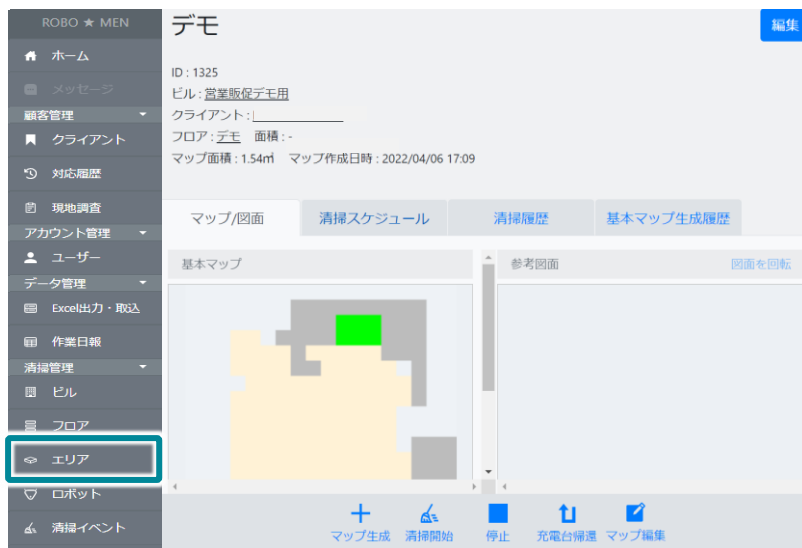 ROBO ★ MEN
ホーム
メッセージ
顧客管理
クライアント
対応履歴
現地調査
アカウント管理
ユーザー
データ管理
Excel出力・取込
作業日報
清掃管理
ビル
フロア
エリア
ロボット
清掃イベント
デモ
編集
ID : 1325
ビル : 営業販促デモ用
クライアント :
フロア : デモ 面積 : -
マップ面積 : 1.54㎡ マップ作成日時 : 2022/04/06 17:09
マップ/図面 清掃スケジュール 清掃履歴 基本マップ生成履歴
基本マップ
参考図面 図面を回転
マップ生成 清掃開始 停止 充電台帰還 マップ編集